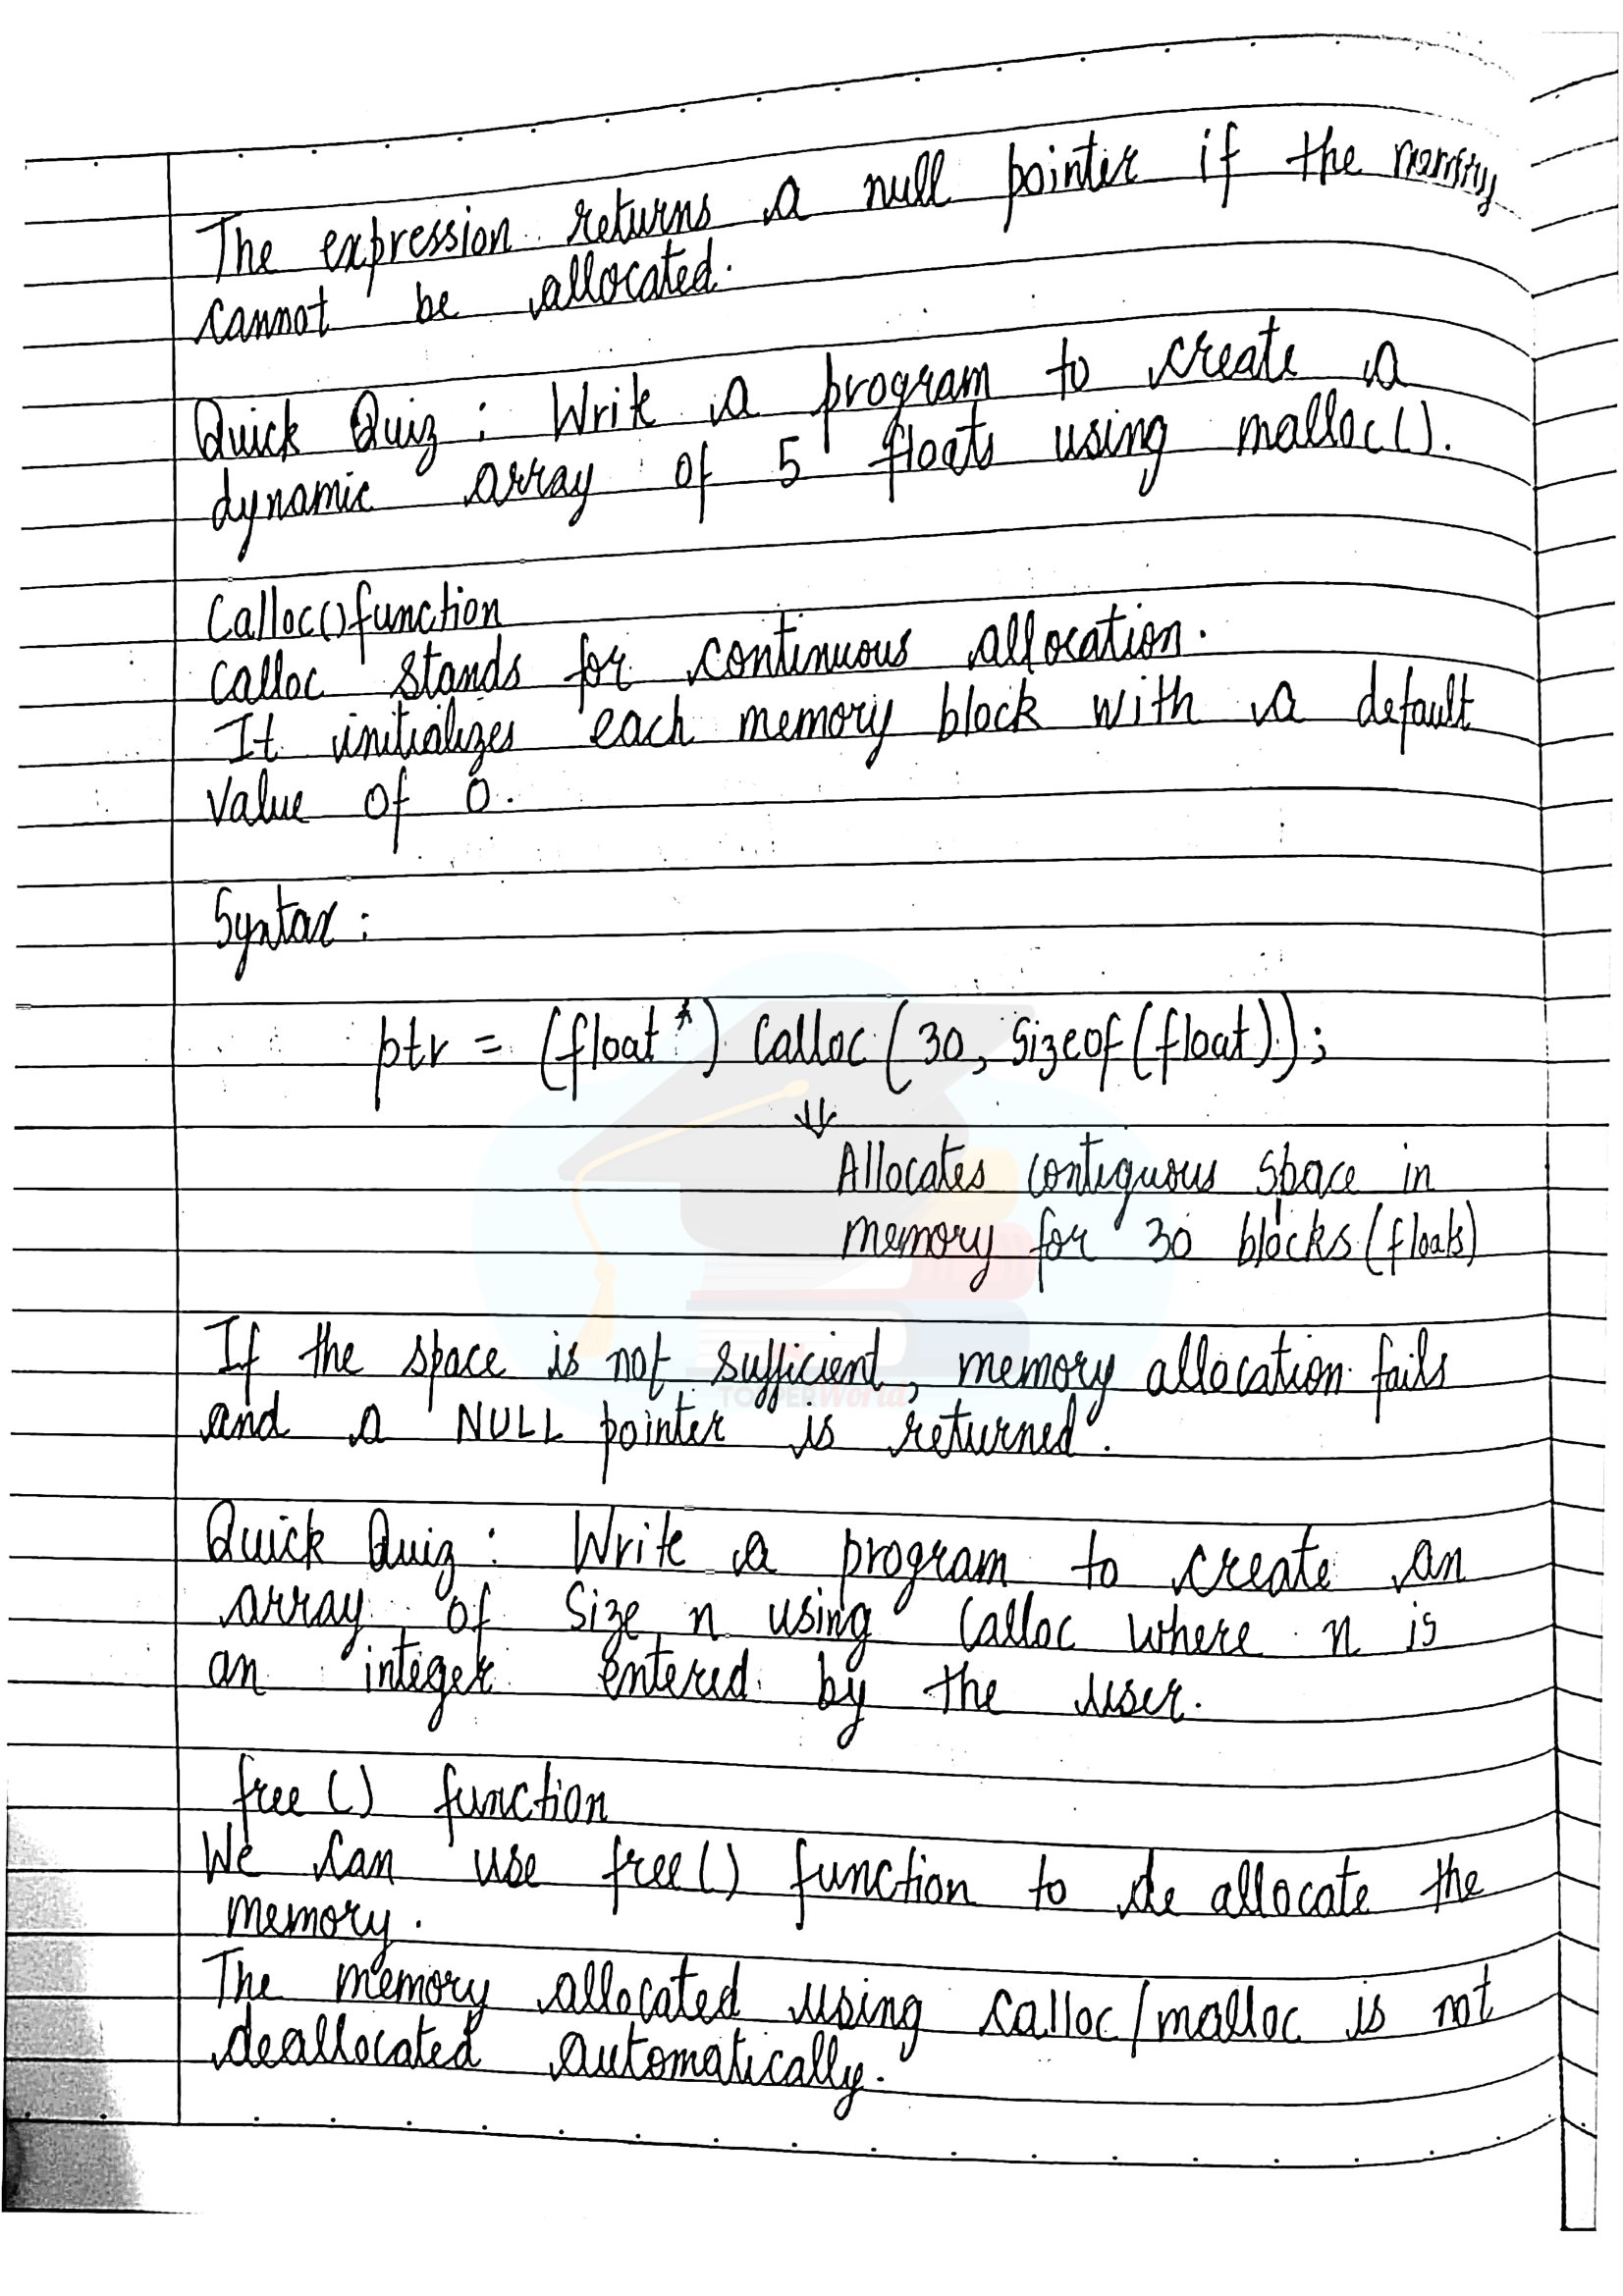 The expression returns a null pointer if the memory
cannot be allocated.
Quick Quiz : Write a program to create a
dynamic array of 5 floats using malloc().
Calloc() function
Calloc stands for continuous allocation.
It initializes each memory block with a default
value of 0.
Syntax :
ptr = (float *) Calloc (30, Sizeof (float));
Allocates contiguous space in
memory for 30 blocks (floats)
If the space is not sufficient, memory allocation fails
TOPPERWorld
and a NULL pointer is returned.
Quick Quiz : Write a program to create an
array of Size n using Calloc where n is
an integer entered by the user.
free() function
We can use free() function to de allocate the
memory.
The memory allocated using calloc/malloc is not
deallocated automatically.